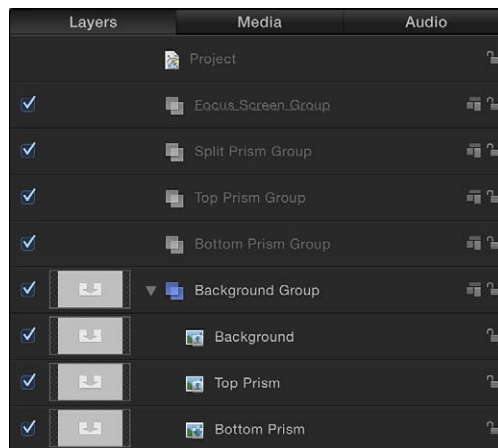 Layers Media Audio
Project
Focus Screen Group
Split Prism Group
Top Prism Group
Bottom Prism Group
Background Group
Background
Top Prism
Bottom Prism